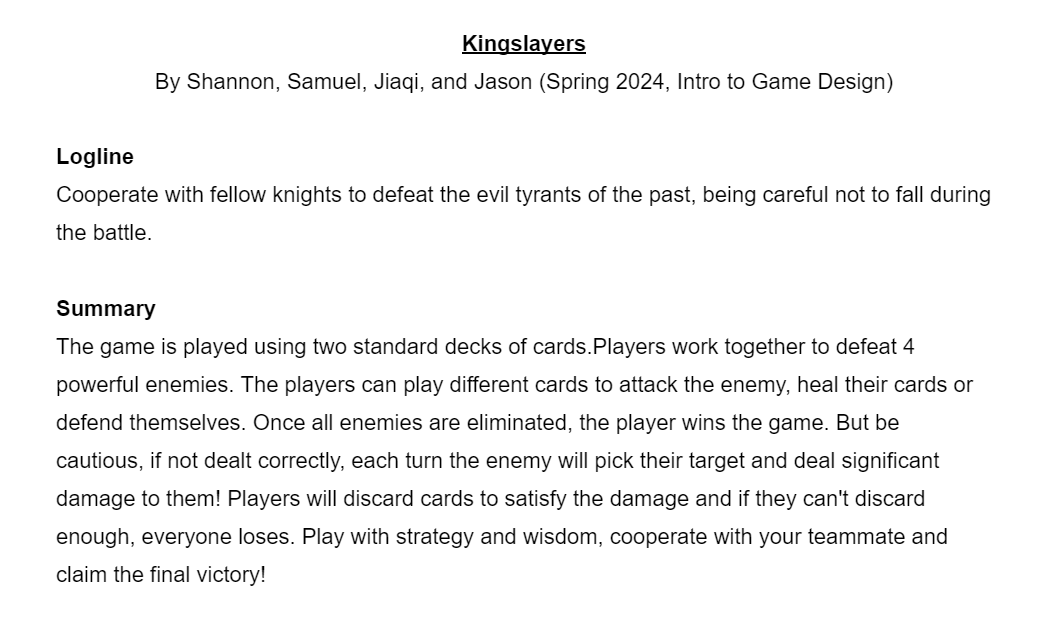 Kingslayers
By Shannon, Samuel, Jiaqi, and Jason (Spring 2024, Intro to Game Design)
Logline
Cooperate with fellow knights to defeat the evil tyrants of the past, being careful not to fall during
the battle.
Summary
The game is played using two standard decks of cards.Players work together to defeat 4
powerful enemies. The players can play different cards to attack the enemy, heal their cards or
defend themselves. Once all enemies are eliminated, the player wins the game. But be
cautious, if not dealt correctly, each turn the enemy will pick their target and deal significant
damage to them! Players will discard cards to satisfy the damage and if they can't discard
enough, everyone loses. Play with strategy and wisdom, cooperate with your teammate and
claim the final victory!